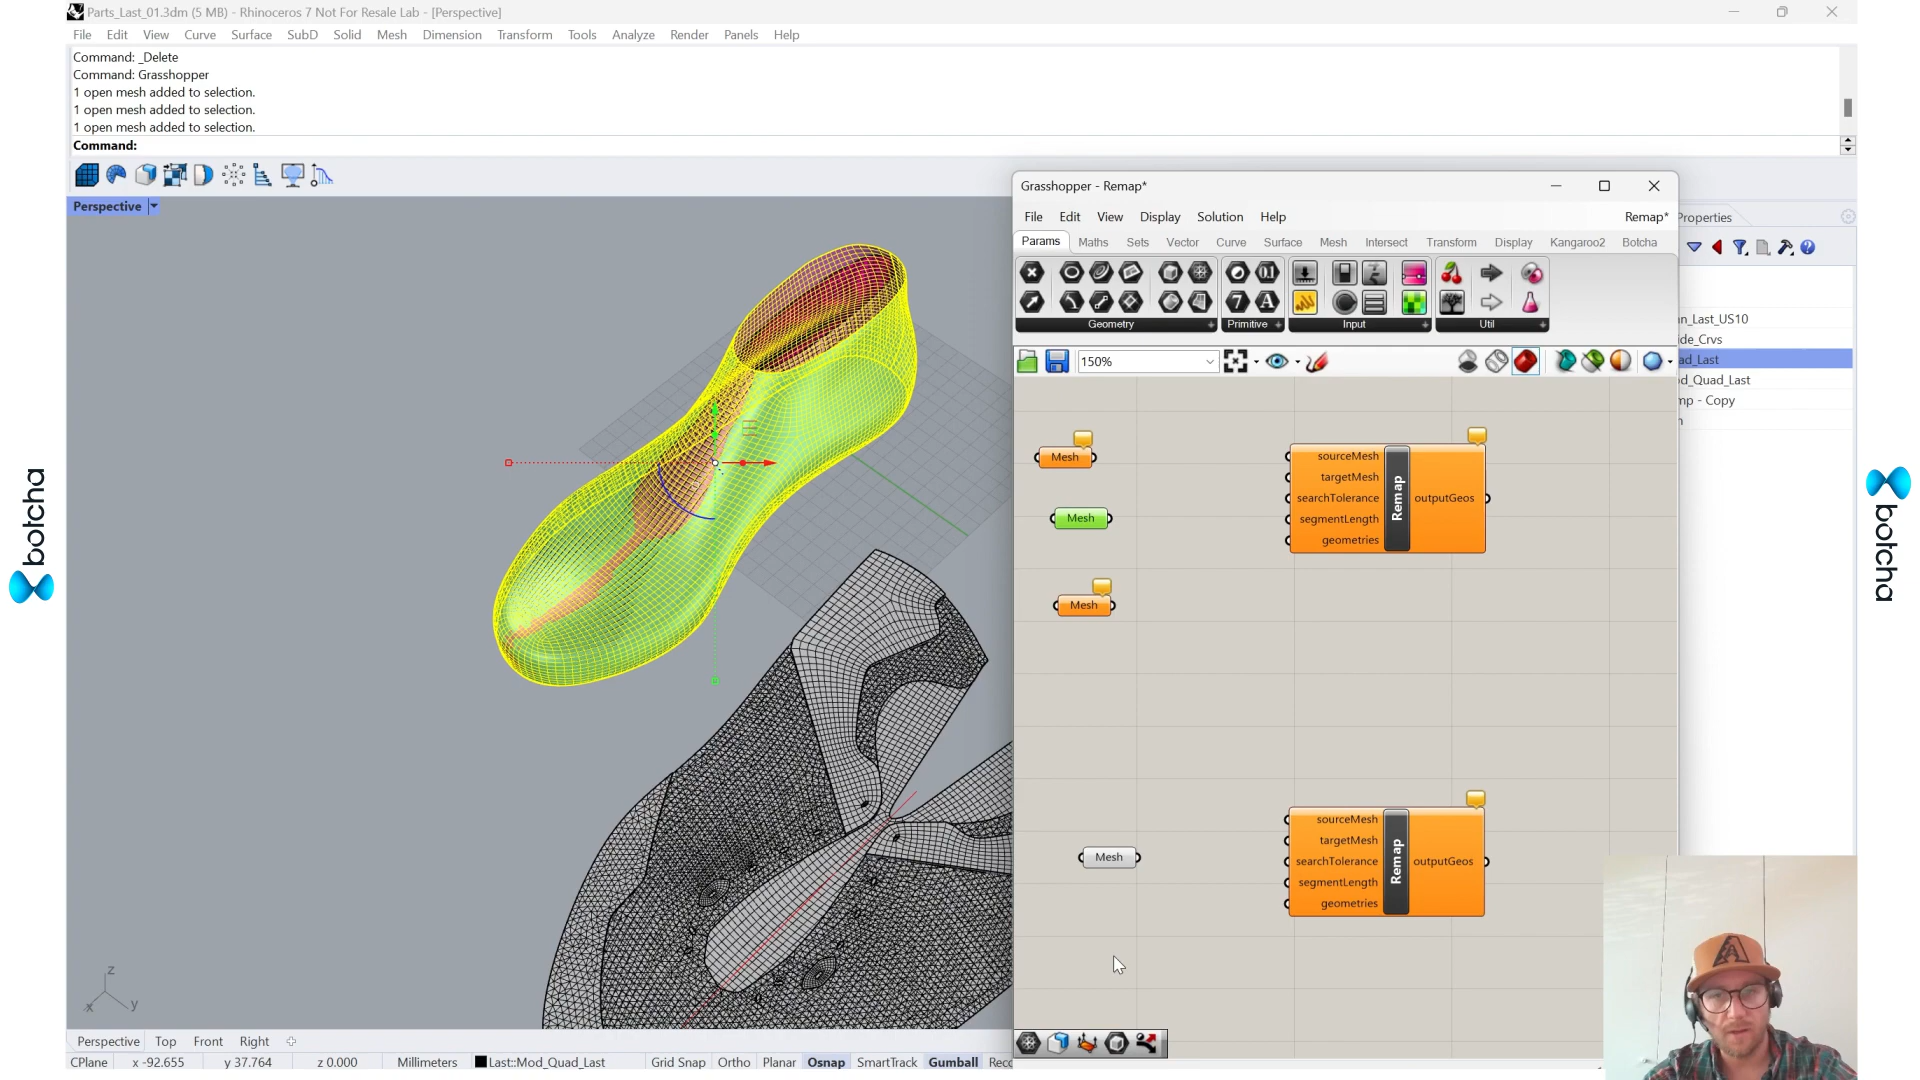 Parts_Last_01.3dm (5 MB) - Rhinoceros 7 Not For Resale Lab - [Perspective]
File Edit View Curve Surface SubD Solid Mesh Dimension Transform Tools Analyze Render Panels Help
Command: _Delete
Command: Grasshopper
1 open mesh added to selection.
1 open mesh added to selection.
1 open mesh added to selection.
Command:
Perspective
Grasshopper - Remap*
File Edit View Display Solution Help Remap*
Params Maths Sets Vector Curve Surface Mesh Intersect Transform Display Kangaroo2 Botcha
Geometry Primitive Input Util
150%
Properties
n_Last_US10
de_Crvs
ad_Last
d_Quad_Last
mp - Copy
Mesh
Mesh
Mesh
sourceMesh
targetMesh
searchTolerance
segmentLength
geometries
Remap
outputGeos
Mesh
sourceMesh
targetMesh
searchTolerance
segmentLength
geometries
Remap
outputGeos
botcha
botcha
z
x
y
Perspective Top Front Right
CPlane x -92.655 y 37.764 z 0.000 Millimeters Last::Mod_Quad_Last Grid Snap Ortho Planar Osnap SmartTrack Gumball Recc